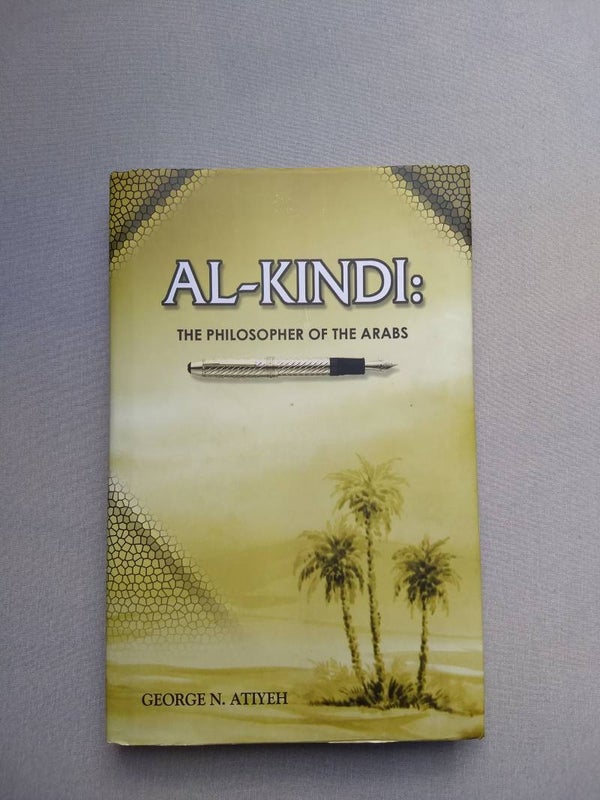 AL-KINDI:
THE PHILOSOPHER OF THE ARABS
GEORGE N. ATIYEH